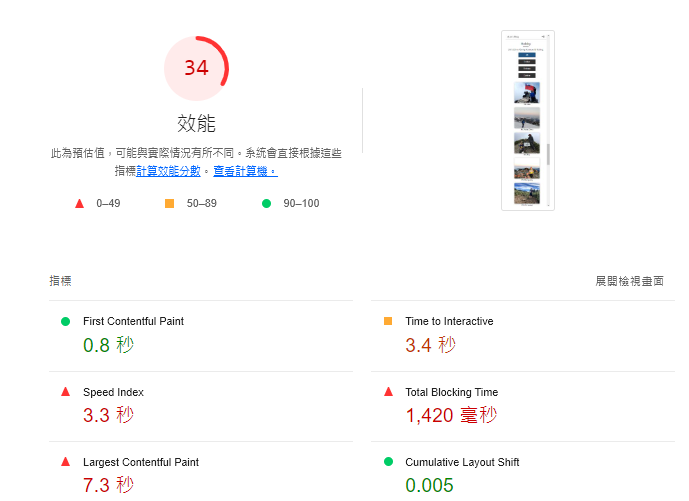 34
效能
此為預估值，可能與實際情況有所不同。系統會直接根據這些
指標計算效能分數。查看計算機。
0–49
50–89
90–100
指標
展開檢視畫面
First Contentful Paint
0.8 秒
Time to Interactive
3.4 秒
Speed Index
3.3 秒
Total Blocking Time
1,420 毫秒
Largest Contentful Paint
7.3 秒
Cumulative Layout Shift
0.005